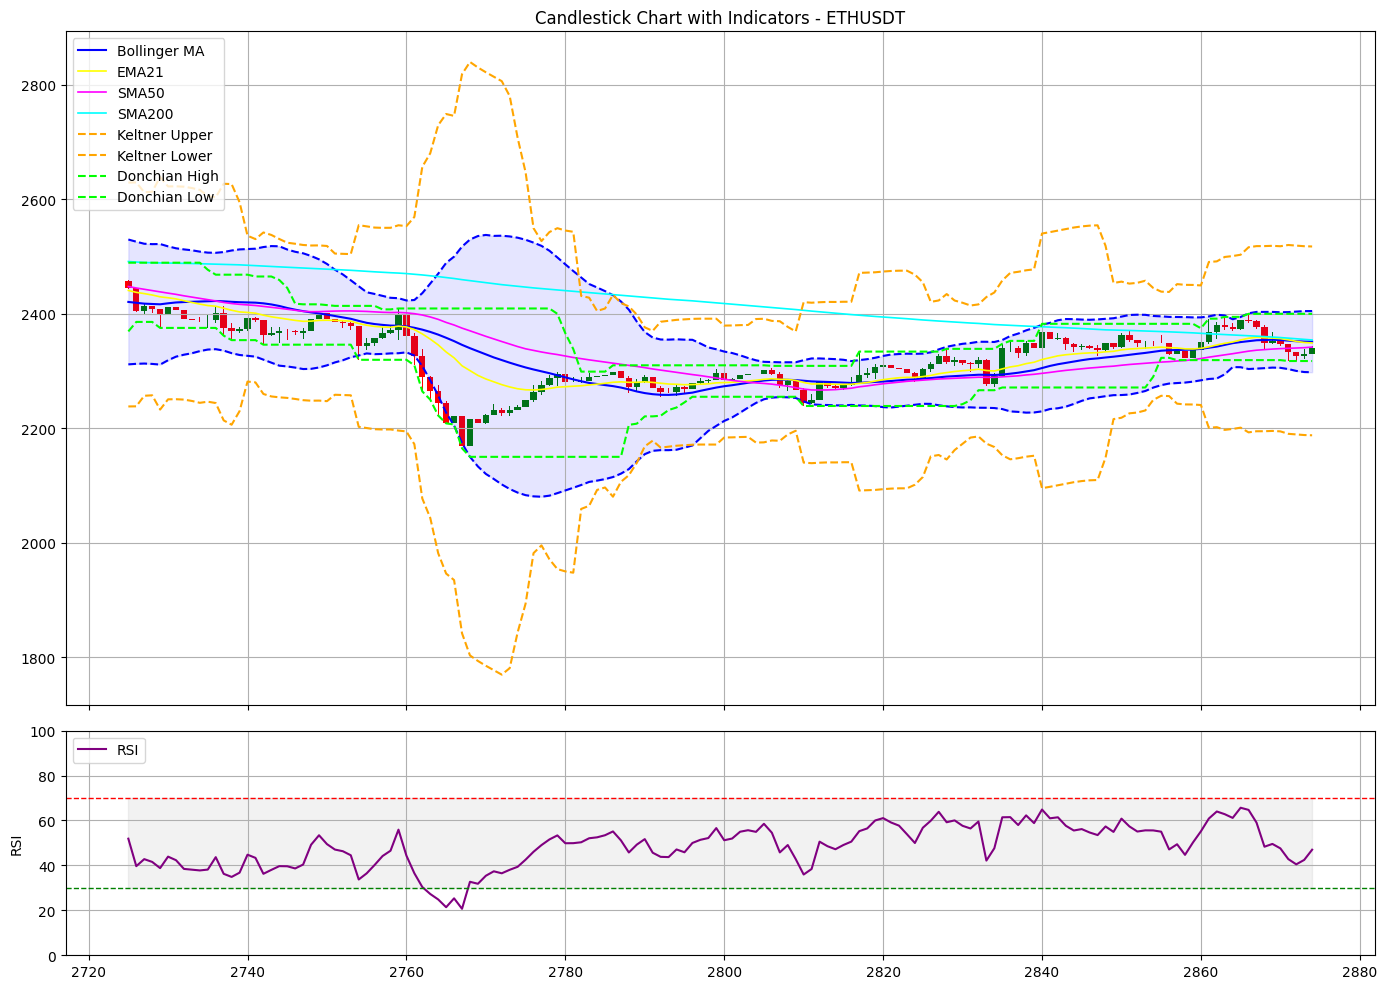 Candlestick Chart with Indicators - ETHUSDT
Bollinger MA
EMA21
SMA50
SMA200
Keltner Upper
Keltner Lower
Donchian High
Donchian Low
2800
2600
2400
2200
2000
1800
RSI
100
80
60
40
20
0
RSI
2720 2740 2760 2780 2800 2820 2840 2860 2880